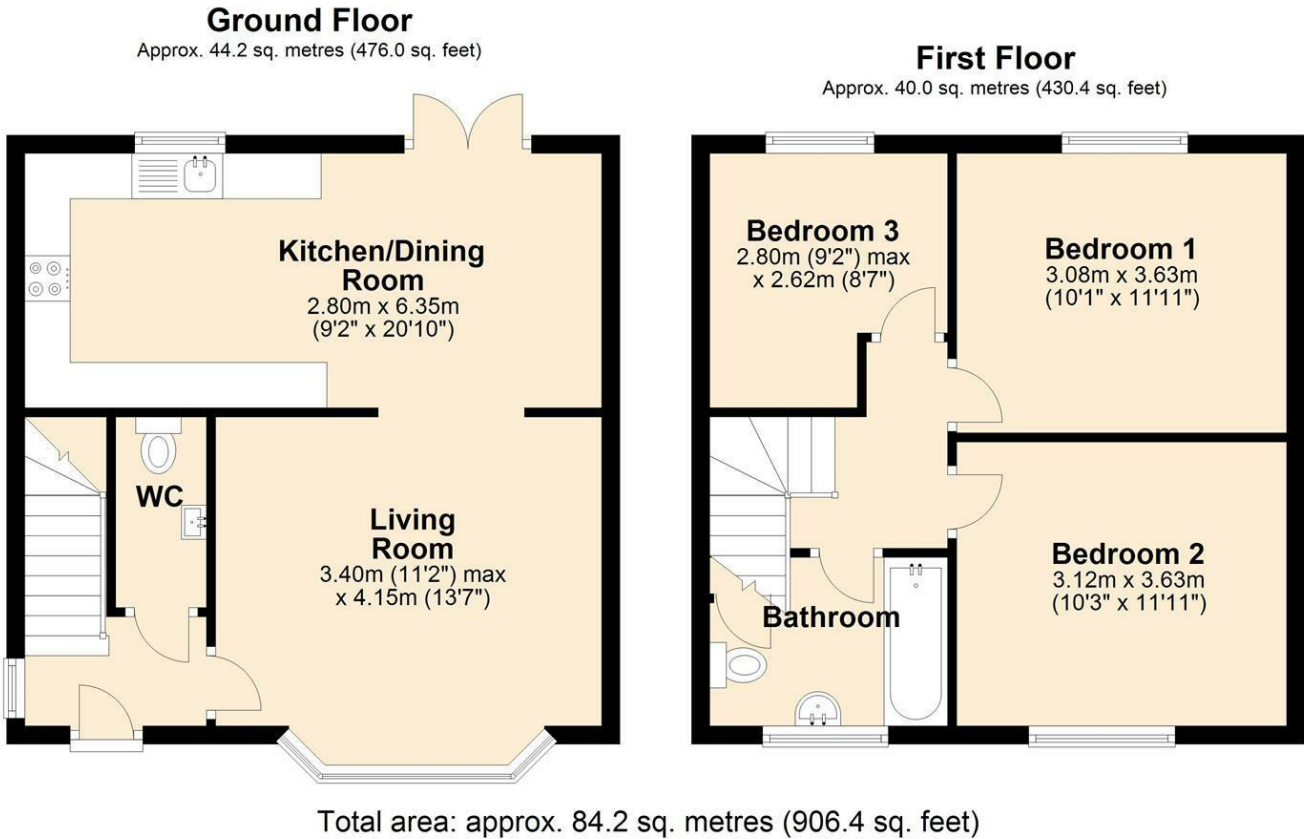 Ground Floor
Approx. 44.2 sq. metres (476.0 sq. feet)
Kitchen/Dining
Room
2.80m x 6.35m
(9'2" x 20'10")
WC
Living
Room
3.40m (11'2") max
x 4.15m (13'7")
First Floor
Approx. 40.0 sq. metres (430.4 sq. feet)
Bedroom 3
2.80m (9'2") max
x 2.62m (8'7")
Bedroom 1
3.08m x 3.63m
(10'1" x 11'11")
Bedroom 2
3.12m x 3.63m
(10'3" x 11'11")
Bathroom
Total area: approx. 84.2 sq. metres (906.4 sq. feet)